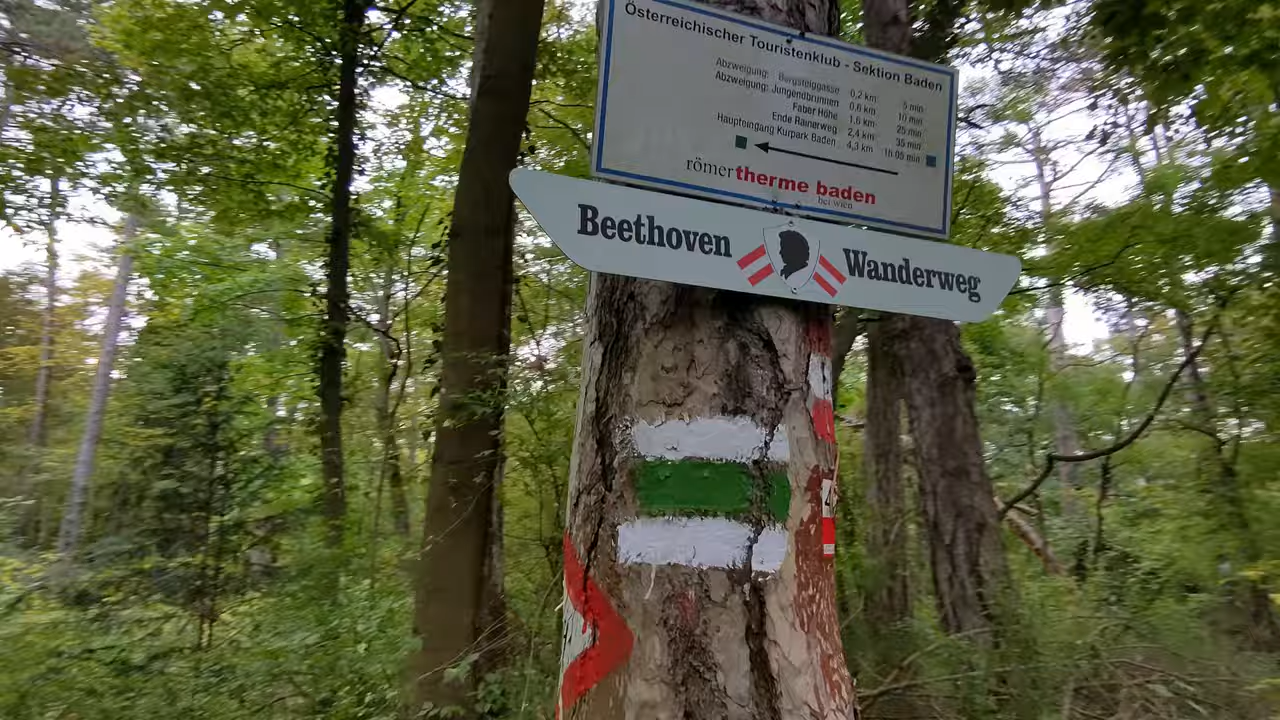 Österreichischer Touristenklub - Sektion Baden
Abzweigung: Berusteiggasse 0,2 km 5 min
Abzweigung: Jungendbrunnen 0,6 km 10 min
Faber Höhe 1,6 km 25 min
Ende Rainerweg 2,4 km 35 min
Haupteingang Kurpark Baden 4,3 km 1h 05 min
römertherme baden
bei wien
Beethoven Wanderweg
4